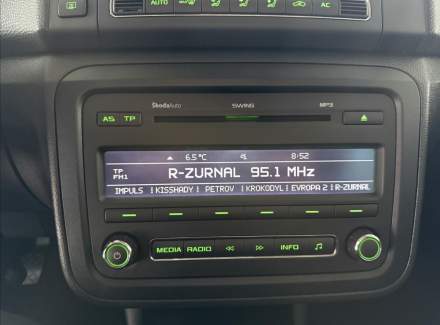 AUTO
AC
ŠkodaAuto SWING MP3
AS TP
6.5°C 8:52
TP
FM1 R-ZURNAL 95.1 MHz
IMPULS | KISSHADY | PETROV | KROKODYL | EVROPA 2 | R-ZURNAL
MEDIA RADIO INFO